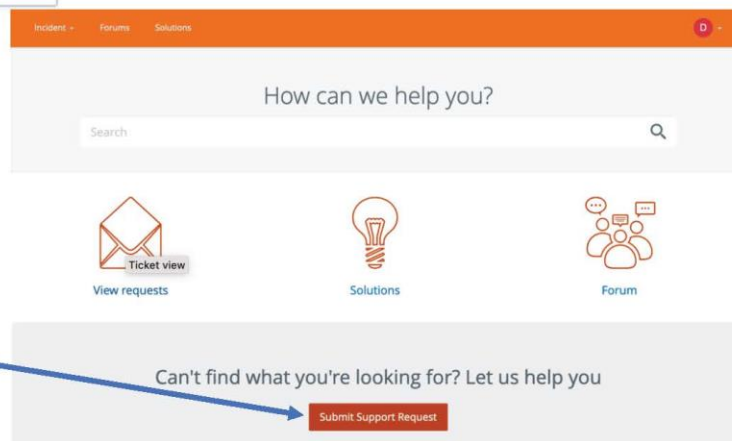 Incident Forums Solutions D
How can we help you?
Search
Ticket view
View requests Solutions Forum
Can't find what you're looking for? Let us help you
Submit Support Request